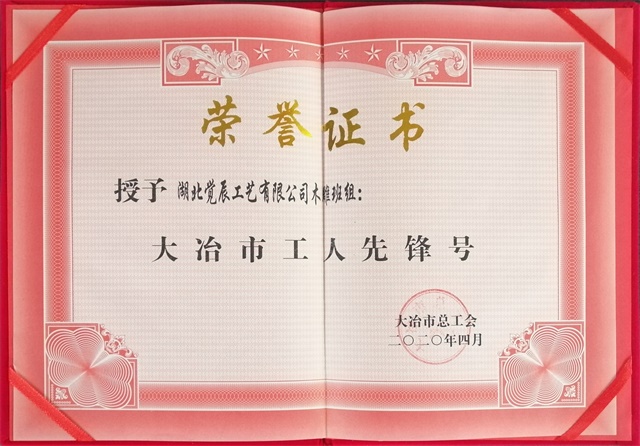 荣誉证书
授予 湖北觉辰工艺有限公司木雕班组：
大冶市工人先锋号
大冶市总工会
二〇二〇年四月